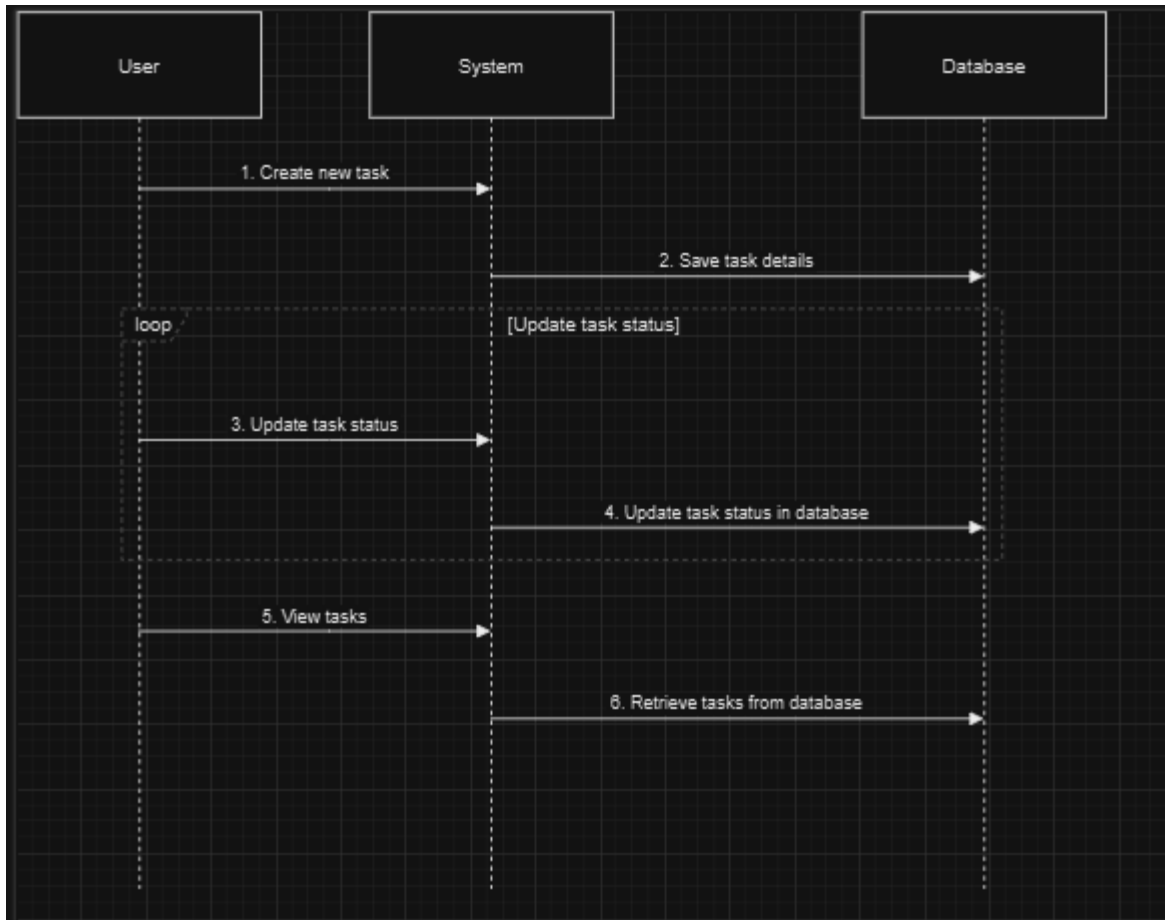 User
System
Database
1. Create new task
2. Save task details
loop
[Update task status]
3. Update task status
4. Update task status in database
5. View tasks
6. Retrieve tasks from database